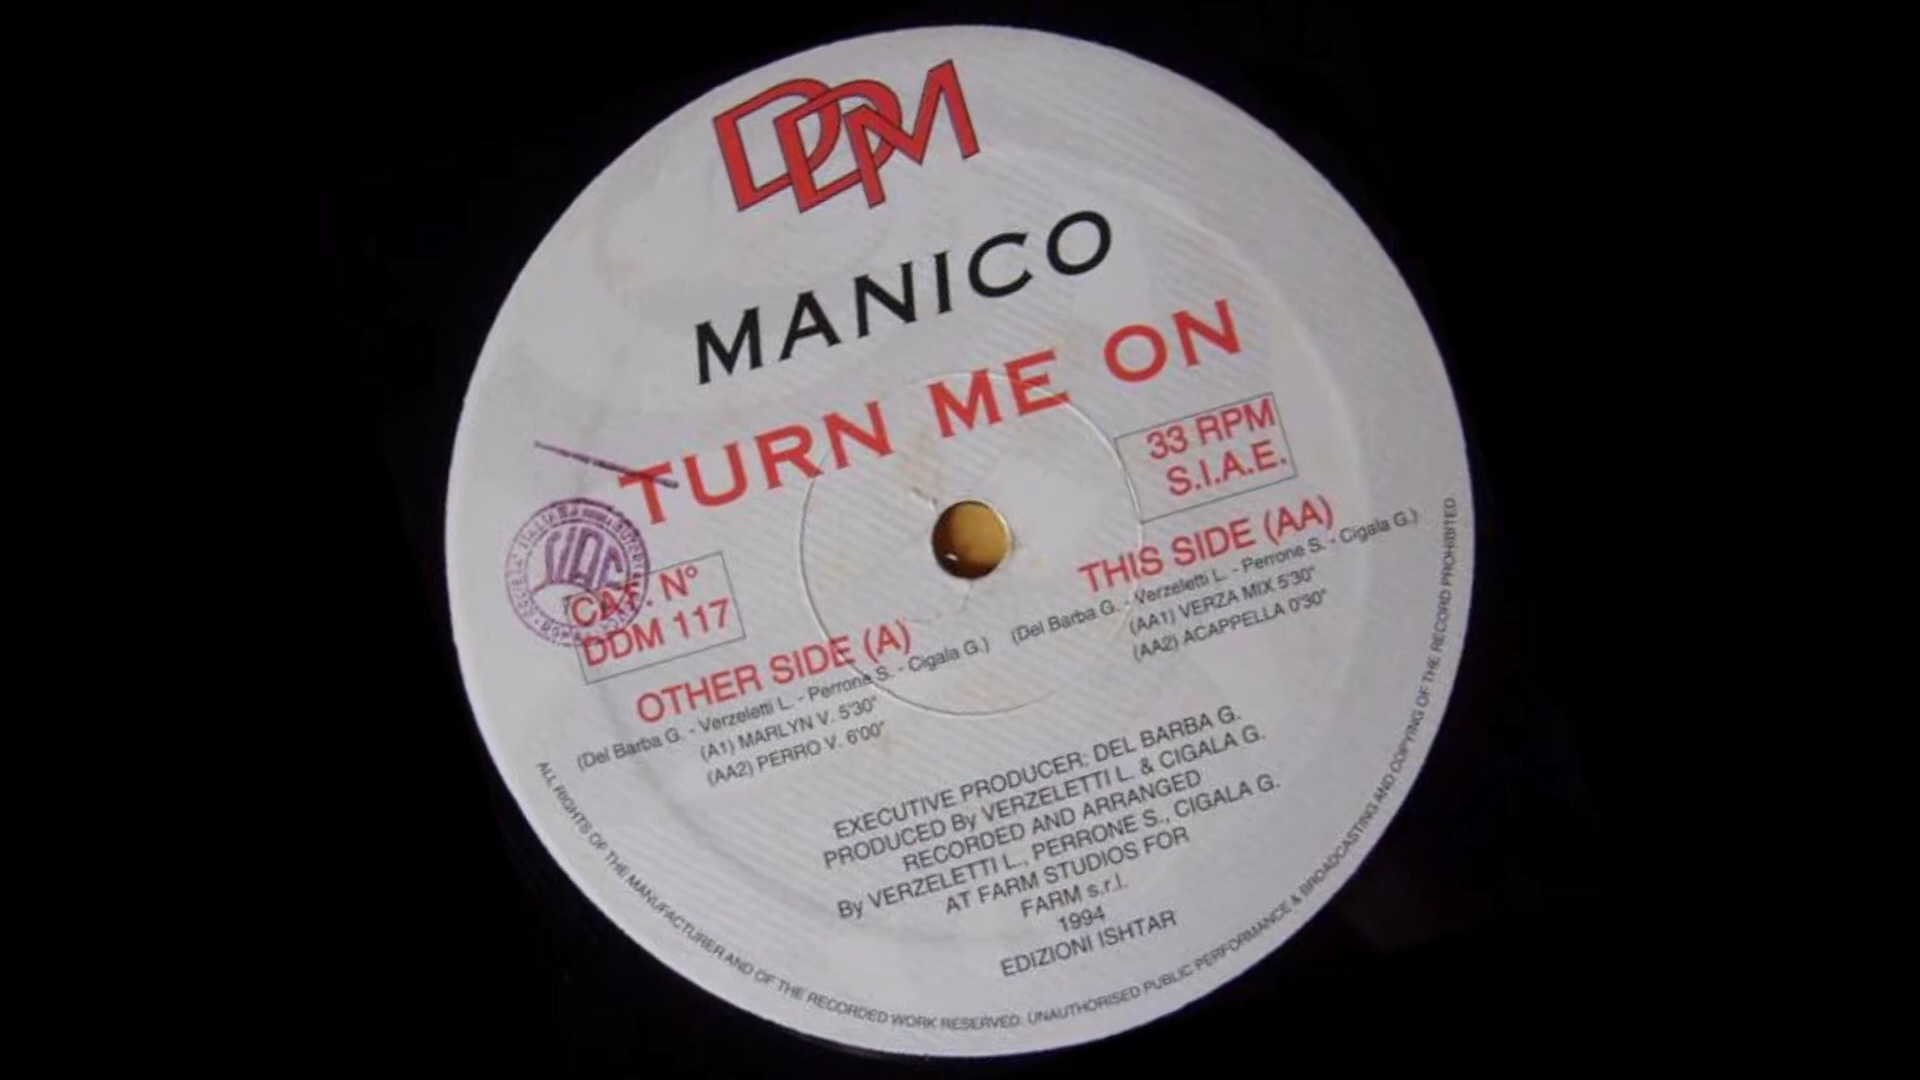 DDM
MANICO
TURN ME ON
33 RPM
S.I.A.E.
CAT. N°
DDM 117
THIS SIDE (AA)
(Del Barba G. - Verzeletti L. - Perrone S. - Cigala G.)
(AA1) VERZA MIX 5'30"
(AA2) ACAPPELLA 0'30"
OTHER SIDE (A)
(Del Barba G. - Verzeletti L. - Perrone S. - Cigala G.)
(A1) MARLYN V. 5'30"
(AA2) PERRO V. 6'00"
EXECUTIVE PRODUCER: DEL BARBA G.
PRODUCED By VERZELETTI L. & CIGALA G.
RECORDED AND ARRANGED
By VERZELETTI L., PERRONE S., CIGALA G.
AT FARM STUDIOS FOR
FARM s.r.l.
1994
EDIZIONI ISHTAR
ALL RIGHTS OF THE MANUFACTURER AND OF THE RECORDED WORK RESERVED. UNAUTHORISED PUBLIC PERFORMANCE & BROADCASTING AND COPYING OF THE RECORD PROHIBITED.